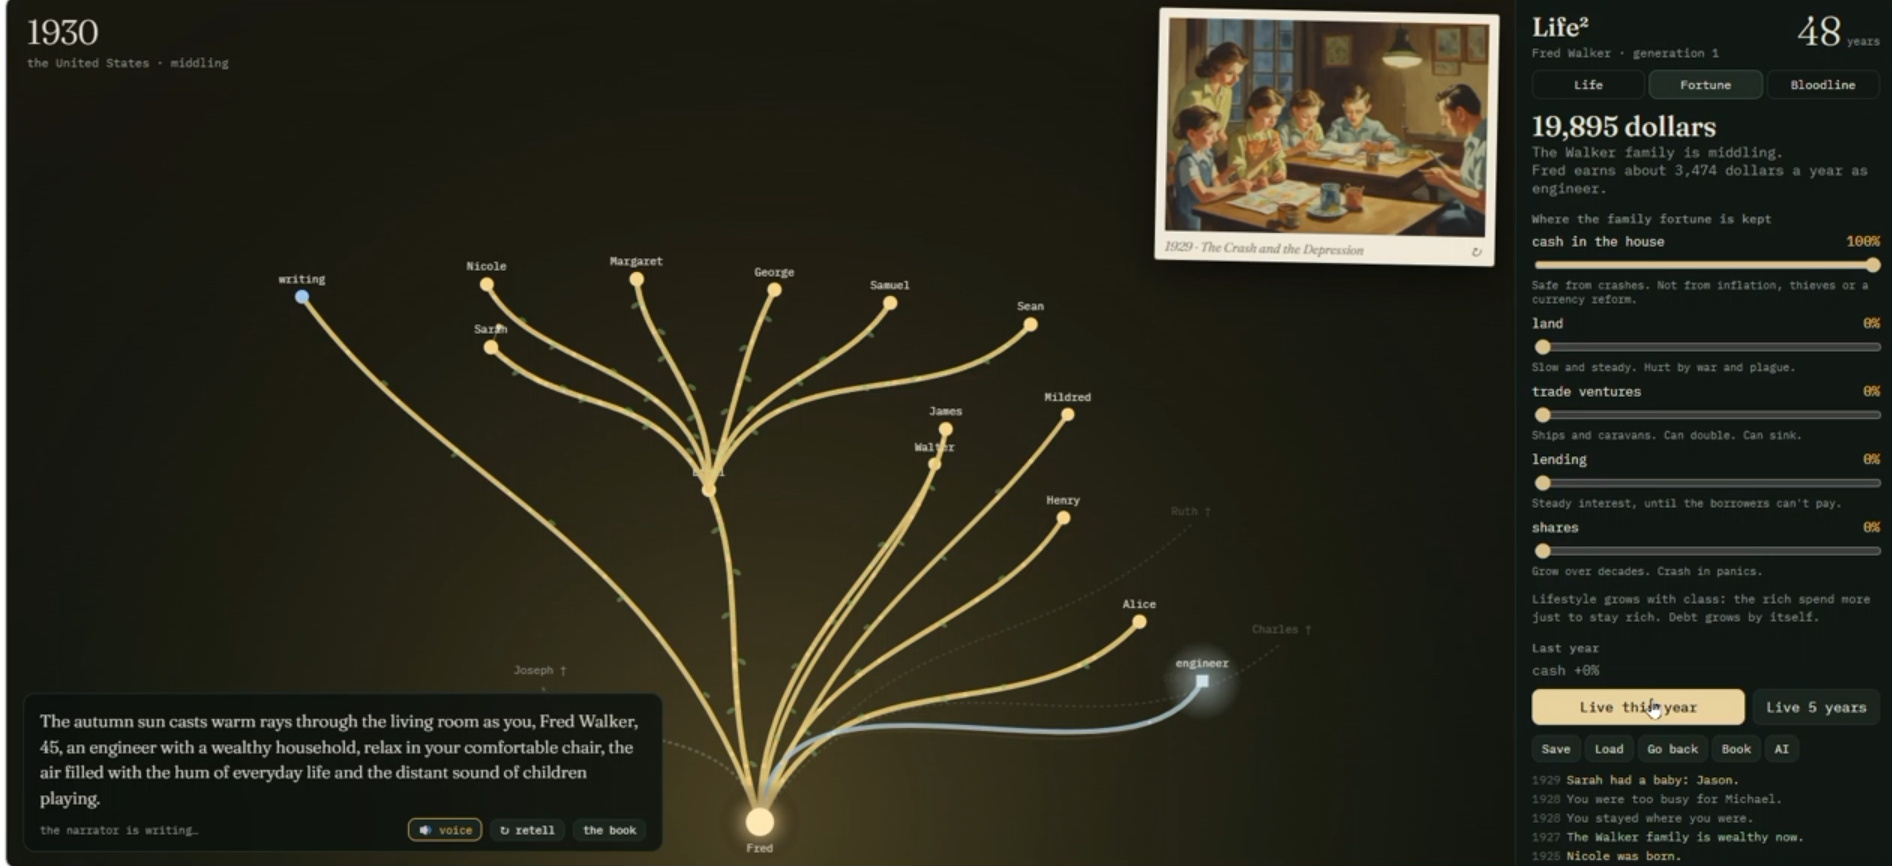 1930
the United States · middling
1929 · The Crash and the Depression
↻
writing
Nicole
Margaret
George
Samuel
Sean
Sarah
James
Walter
Mildred
Henry
Ruth †
Alice
Charles †
engineer
Joseph †
Fred
The autumn sun casts warm rays through the living room as you, Fred Walker,
45, an engineer with a wealthy household, relax in your comfortable chair, the
air filled with the hum of everyday life and the distant sound of children
playing.
the narrator is writing…
voice
↻ retell
the book
Life²
48 years
Fred Walker · generation 1
Life
Fortune
Bloodline
19,895 dollars
The Walker family is middling.
Fred earns about 3,474 dollars a year as
engineer.
Where the family fortune is kept
cash in the house 100%
Safe from crashes. Not from inflation, thieves or a
currency reform.
land 0%
Slow and steady. Hurt by war and plague.
trade ventures 0%
Ships and caravans. Can double. Can sink.
lending 0%
Steady interest, until the borrowers can't pay.
shares 0%
Grow over decades. Crash in panics.
Lifestyle grows with class: the rich spend more
just to stay rich. Debt grows by itself.
Last year
cash +0%
Live this year
Live 5 years
Save
Load
Go back
Book
AI
1929 Sarah had a baby: Jason.
1928 You were too busy for Michael.
1928 You stayed where you were.
1927 The Walker family is wealthy now.
1925 Nicole was born.